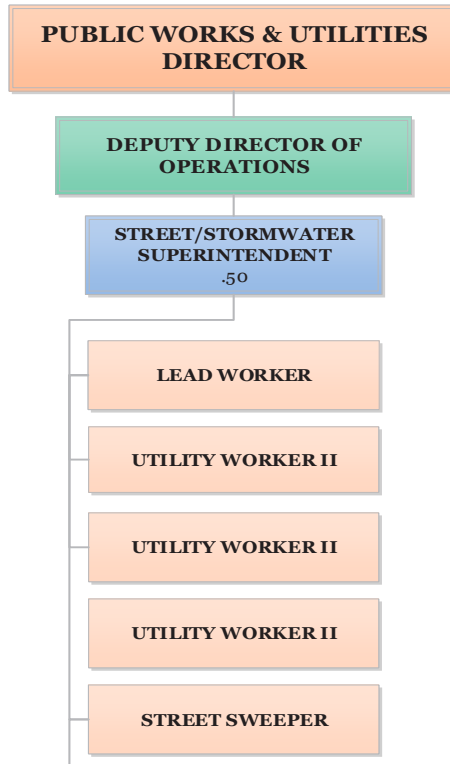 PUBLIC WORKS & UTILITIES
DIRECTOR
DEPUTY DIRECTOR OF
OPERATIONS
STREET/STORMWATER
SUPERINTENDENT
.50
LEAD WORKER
UTILITY WORKER II
UTILITY WORKER II
UTILITY WORKER II
STREET SWEEPER